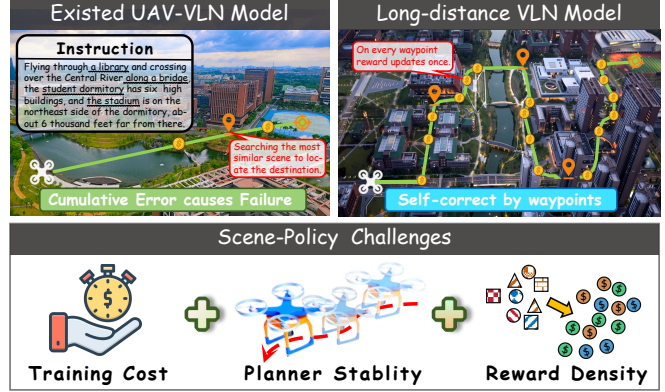 Existed UAV-VLN Model
Instruction
Flying through a library and crossing
over the Central River along a bridge,
the student dormitory has six high
buildings, and the stadium is on the
northeast side of the dormitory, ab-
out 6 thousand feet far from there.
Searching the most
similar scene to loc-
ate the destination.
Cumulative Error causes Failure
Long-distance VLN Model
On every waypoint
reward updates once.
Self-correct by waypoints
Scene-Policy Challenges
Training Cost
Planner Stablity
Reward Density